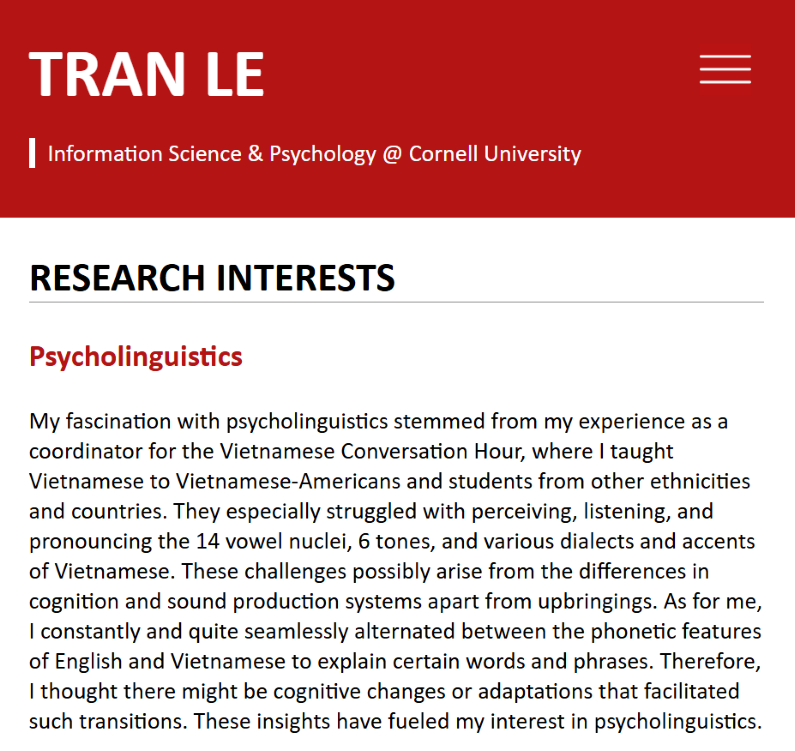 TRAN LE
Information Science & Psychology @ Cornell University
RESEARCH INTERESTS
Psycholinguistics
My fascination with psycholinguistics stemmed from my experience as a
coordinator for the Vietnamese Conversation Hour, where I taught
Vietnamese to Vietnamese-Americans and students from other ethnicities
and countries. They especially struggled with perceiving, listening, and
pronouncing the 14 vowel nuclei, 6 tones, and various dialects and accents
of Vietnamese. These challenges possibly arise from the differences in
cognition and sound production systems apart from upbringings. As for me,
I constantly and quite seamlessly alternated between the phonetic features
of English and Vietnamese to explain certain words and phrases. Therefore,
I thought there might be cognitive changes or adaptations that facilitated
such transitions. These insights have fueled my interest in psycholinguistics.